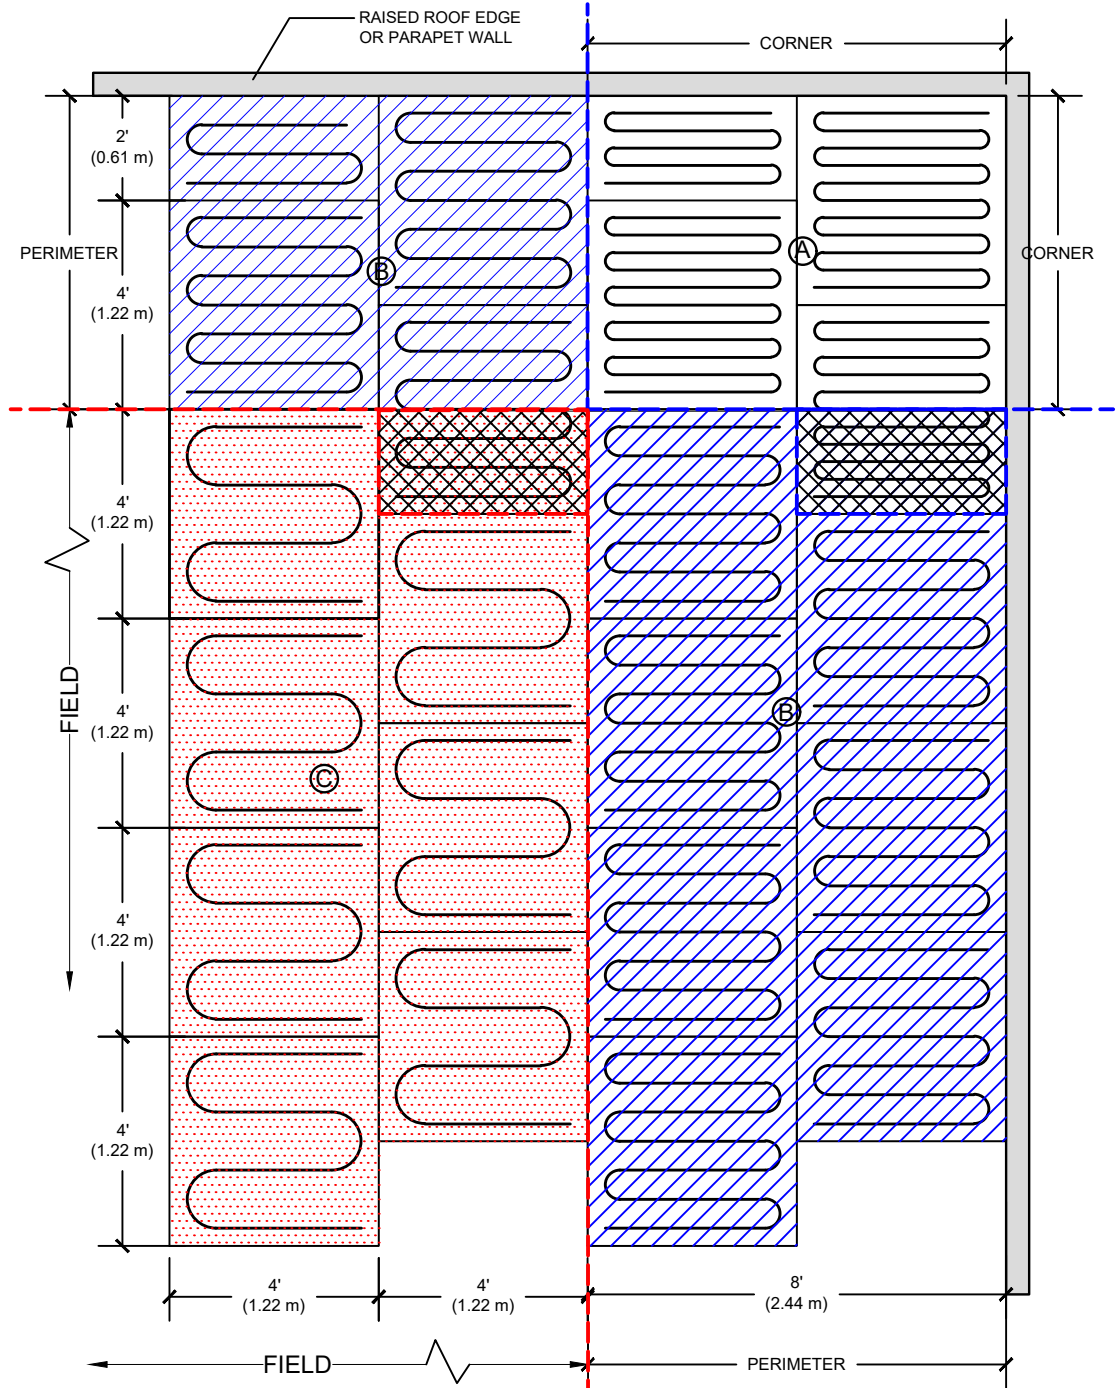 RAISED ROOF EDGE
OR PARAPET WALL
CORNER
2'
(0.61 m)
PERIMETER
4'
(1.22 m)
B
A
CORNER
4'
(1.22 m)
FIELD
4'
(1.22 m)
B
C
4'
(1.22 m)
4'
(1.22 m)
4'
(1.22 m)
4'
(1.22 m)
8'
(2.44 m)
FIELD
PERIMETER